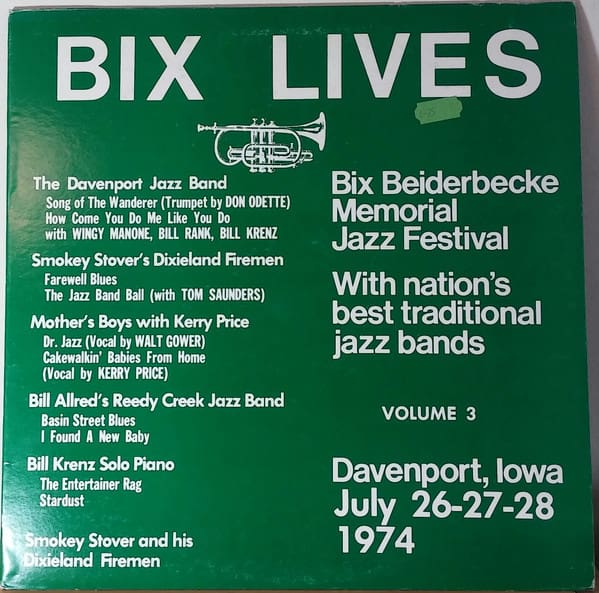 BIX LIVES
The Davenport Jazz Band
Song of The Wanderer (Trumpet by DON ODETTE)
How Come You Do Me Like You Do
with WINGY MANONE, BILL RANK, BILL KRENZ
Smokey Stover's Dixieland Firemen
Farewell Blues
The Jazz Band Ball (with TOM SAUNDERS)
Mother's Boys with Kerry Price
Dr. Jazz (Vocal by WALT GOWER)
Cakewalkin' Babies From Home
(Vocal by KERRY PRICE)
Bill Allred's Reedy Creek Jazz Band
Basin Street Blues
I Found A New Baby
Bill Krenz Solo Piano
The Entertainer Rag
Stardust
Smokey Stover and his
Dixieland Firemen
Bix Beiderbecke
Memorial
Jazz Festival
With nation's
best traditional
jazz bands
VOLUME 3
Davenport, Iowa
July 26-27-28
1974